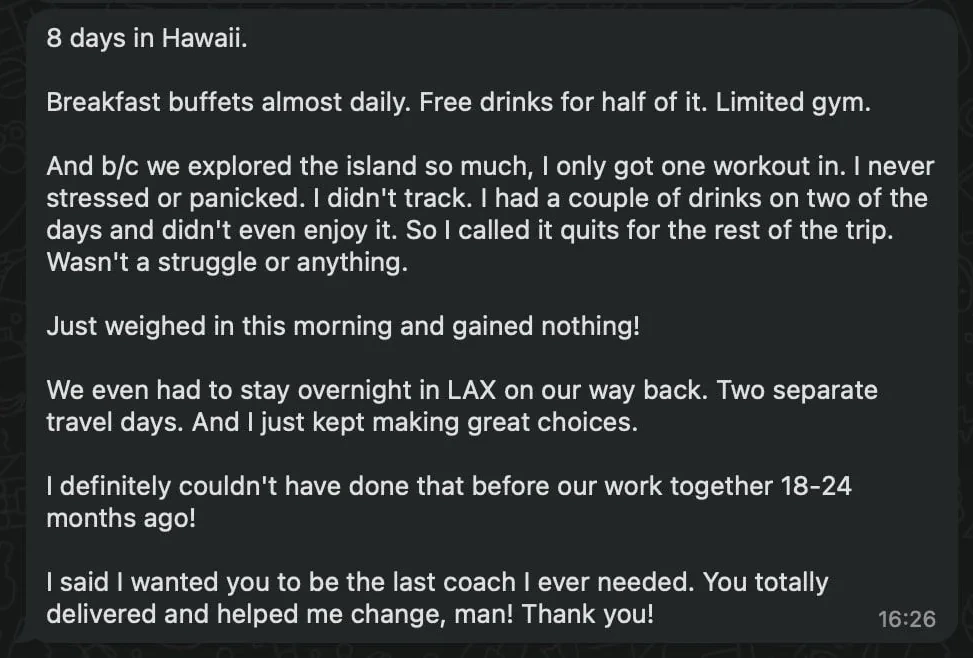 8 days in Hawaii.
Breakfast buffets almost daily. Free drinks for half of it. Limited gym.
And b/c we explored the island so much, I only got one workout in. I never
stressed or panicked. I didn't track. I had a couple of drinks on two of the
days and didn't even enjoy it. So I called it quits for the rest of the trip.
Wasn't a struggle or anything.
Just weighed in this morning and gained nothing!
We even had to stay overnight in LAX on our way back. Two separate
travel days. And I just kept making great choices.
I definitely couldn't have done that before our work together 18-24
months ago!
I said I wanted you to be the last coach I ever needed. You totally
delivered and helped me change, man! Thank you!
16:26